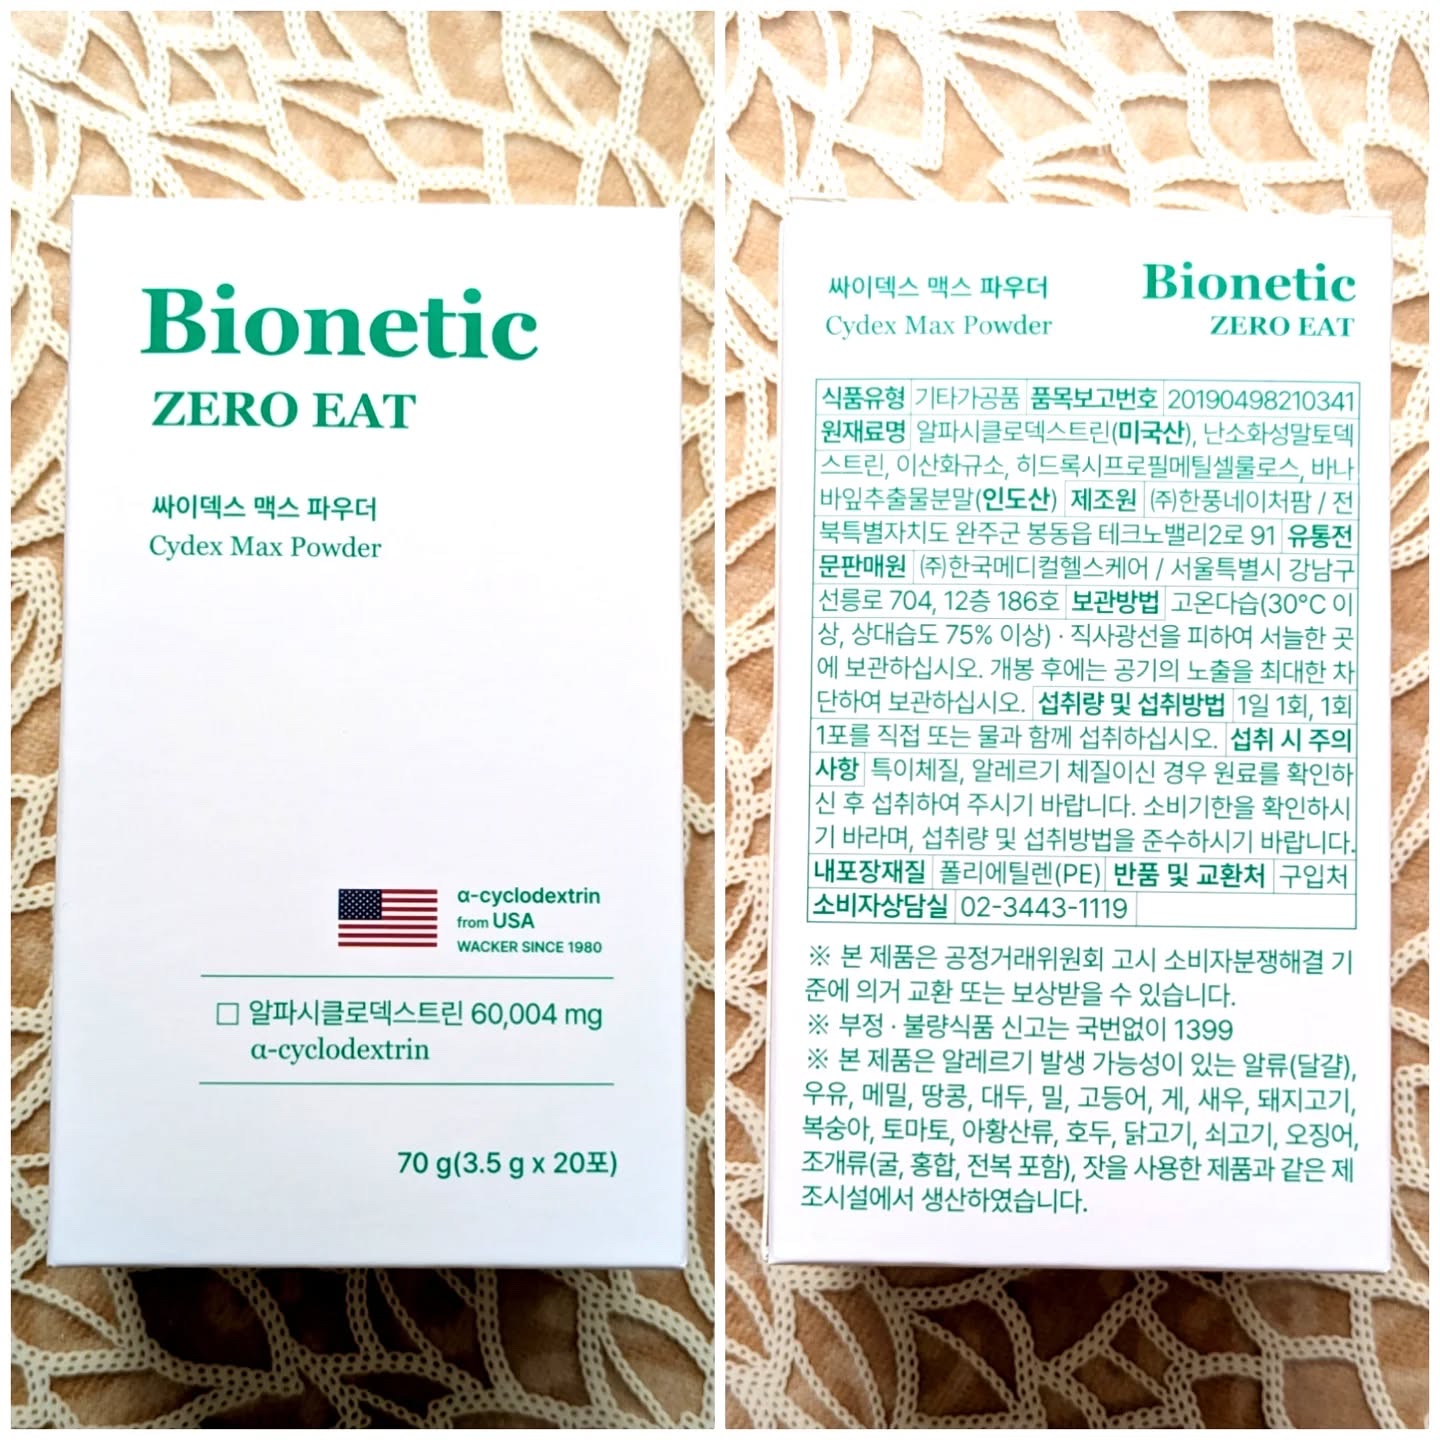 Bionetic
ZERO EAT
싸이덱스 맥스 파우더
Cydex Max Powder
α-cyclodextrin
from USA
WACKER SINCE 1980
□ 알파시클로덱스트린 60,004 mg
α-cyclodextrin
70 g(3.5 g x 20포)
싸이덱스 맥스 파우더
Cydex Max Powder
Bionetic
ZERO EAT
식품유형 기타가공품 품목보고번호 20190498210341
원재료명 알파시클로덱스트린(미국산), 난소화성말토덱
스트린, 이산화규소, 히드록시프로필메틸셀룰로스, 바나
바잎추출물분말(인도산) 제조원 ㈜한풍네이처팜 / 전
북특별자치도 완주군 봉동읍 테크노밸리2로 91 유통전
문판매원 ㈜한국메디컬헬스케어 / 서울특별시 강남구
선릉로 704, 12층 186호 보관방법 고온다습(30°C 이
상, 상대습도 75% 이상) · 직사광선을 피하여 서늘한 곳
에 보관하십시오. 개봉 후에는 공기의 노출을 최대한 차
단하여 보관하십시오. 섭취량 및 섭취방법 1일 1회, 1회
1포를 직접 또는 물과 함께 섭취하십시오. 섭취 시 주의
사항 특이체질, 알레르기 체질이신 경우 원료를 확인하
신 후 섭취하여 주시기 바랍니다. 소비기한을 확인하시
기 바라며, 섭취량 및 섭취방법을 준수하시기 바랍니다.
내포장재질 폴리에틸렌(PE) 반품 및 교환처 구입처
소비자상담실 02-3443-1119
※ 본 제품은 공정거래위원회 고시 소비자분쟁해결 기
준에 의거 교환 또는 보상받을 수 있습니다.
※ 부정 · 불량식품 신고는 국번없이 1399
※ 본 제품은 알레르기 발생 가능성이 있는 알류(달걀),
우유, 메밀, 땅콩, 대두, 밀, 고등어, 게, 새우, 돼지고기,
복숭아, 토마토, 아황산류, 호두, 닭고기, 쇠고기, 오징어,
조개류(굴, 홍합, 전복 포함), 잣을 사용한 제품과 같은 제
조시설에서 생산하였습니다.